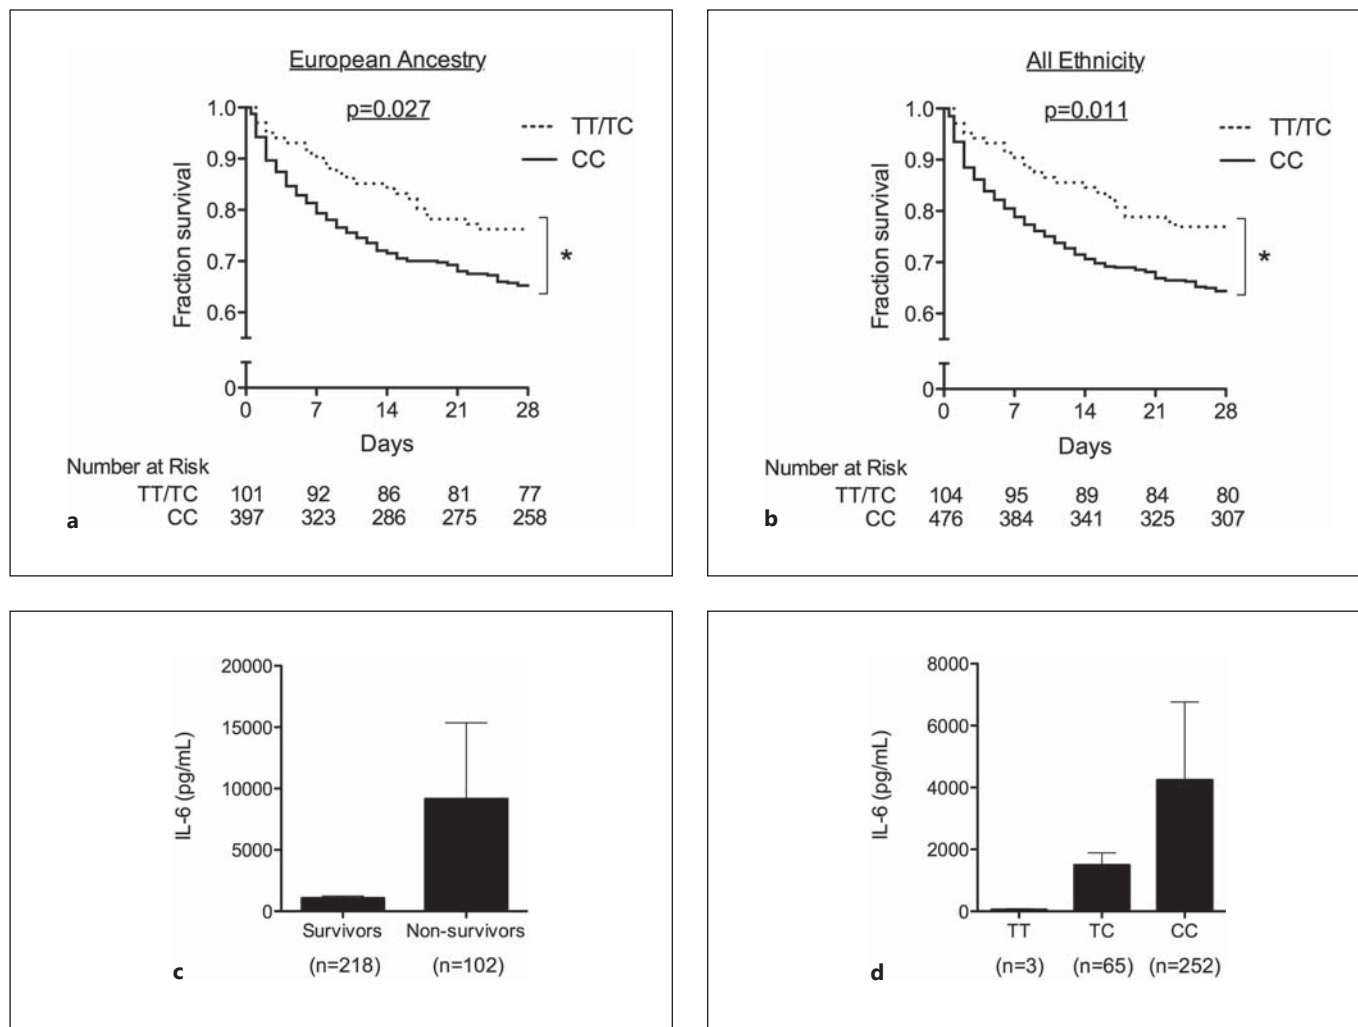 European Ancestry
p=0.027
TT/TC
CC
Fraction survival
1.0
0.9
0.8
0.7
0.6
0
*
0 7 14 21 28
Days
Number at Risk
TT/TC 101 92 86 81 77
CC 397 323 286 275 258
a
All Ethnicity
p=0.011
TT/TC
CC
Fraction survival
1.0
0.9
0.8
0.7
0.6
0
*
0 7 14 21 28
Days
Number at Risk
TT/TC 104 95 89 84 80
CC 476 384 341 325 307
b
IL-6 (pg/mL)
20000
15000
10000
5000
0
Survivors Non-survivors
(n=218) (n=102)
c
IL-6 (pg/mL)
8000
6000
4000
2000
0
TT TC CC
(n=3) (n=65) (n=252)
d